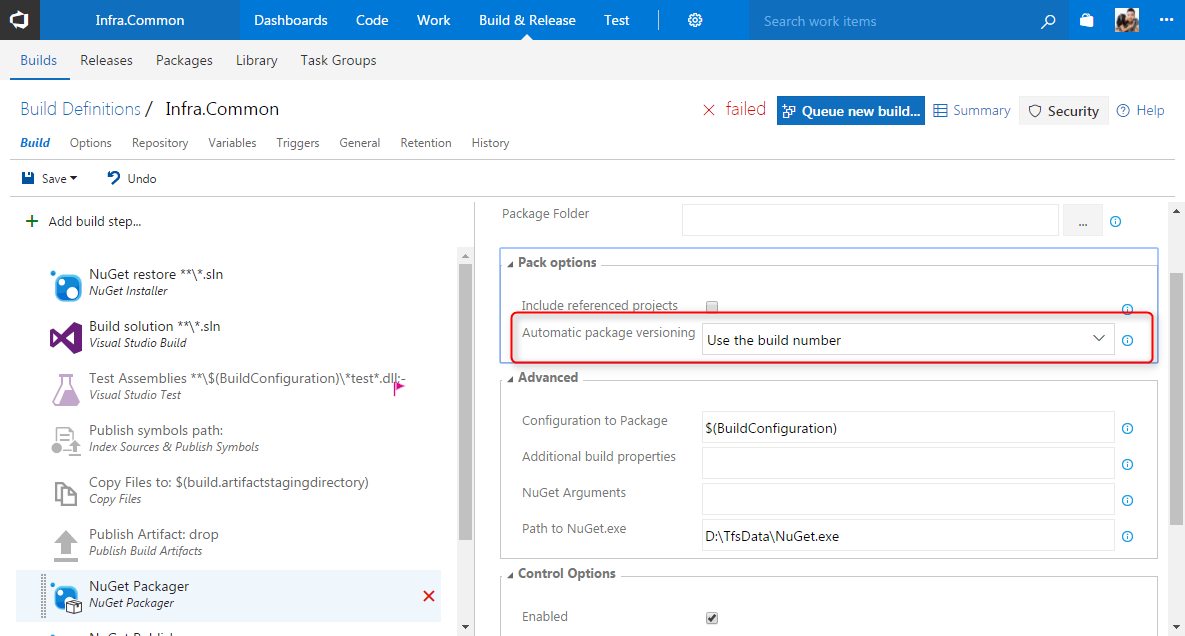 Infra.Common Dashboards Code Work Build & Release Test Search work items
Builds Releases Packages Library Task Groups
Build Definitions / Infra.Common failed Queue new build... Summary Security Help
Build Options Repository Variables Triggers General Retention History
Save Undo
Add build step...
NuGet restore **\*.sln
NuGet Installer
Build solution **\*.sln
Visual Studio Build
Test Assemblies **\$(BuildConfiguration)\*test*.dll;-
Visual Studio Test
Publish symbols path:
Index Sources & Publish Symbols
Copy Files to: $(build.artifactstagingdirectory)
Copy Files
Publish Artifact: drop
Publish Build Artifacts
NuGet Packager
NuGet Packager
Package Folder ...
Pack options
Include referenced projects
Automatic package versioning Use the build number
Advanced
Configuration to Package $(BuildConfiguration)
Additional build properties
NuGet Arguments
Path to NuGet.exe D:\TfsData\NuGet.exe
Control Options
Enabled